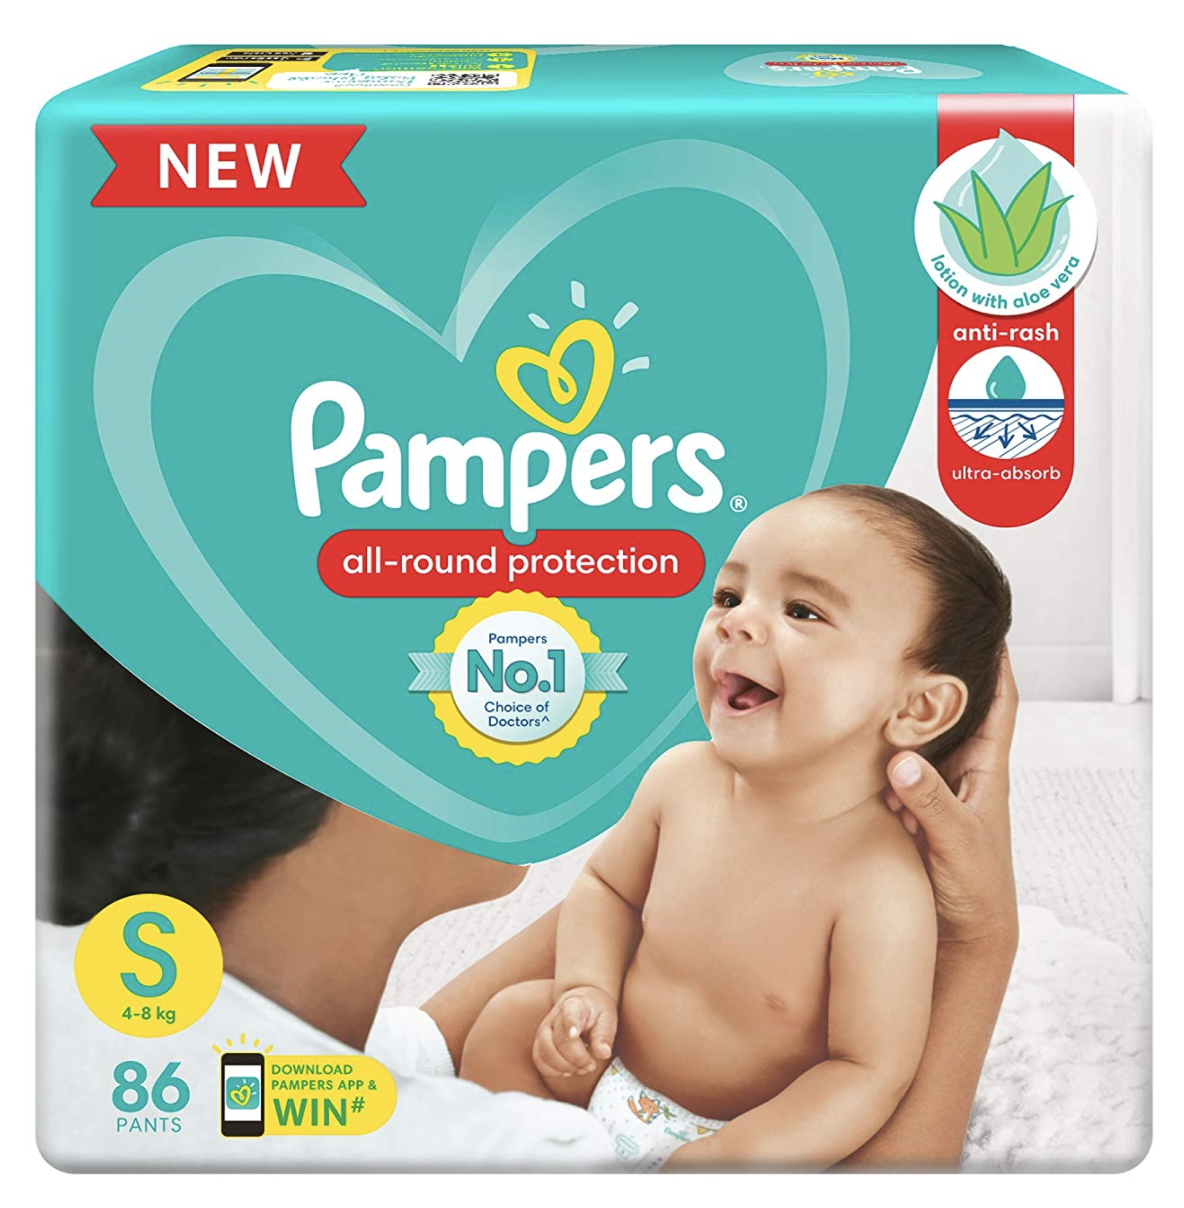 NEW
lotion with aloe vera
anti-rash
ultra-absorb
Pampers®
all-round protection
Pampers
No.1
Choice of
Doctors^
S
4-8 kg
86
PANTS
DOWNLOAD
PAMPERS APP &
WIN#
Pampers